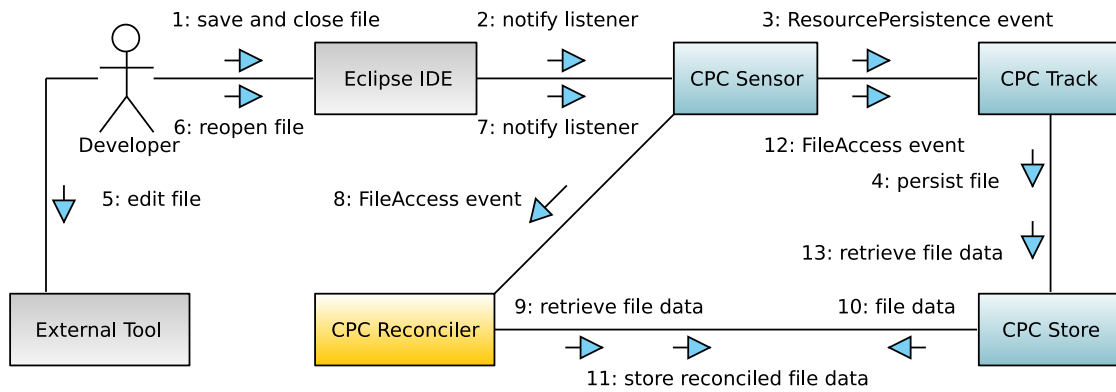 1: save and close file
2: notify listener
3: ResourcePersistence event
Eclipse IDE
CPC Sensor
CPC Track
6: reopen file
7: notify listener
Developer
12: FileAccess event
4: persist file
5: edit file
8: FileAccess event
13: retrieve file data
External Tool
CPC Reconciler
9: retrieve file data
10: file data
CPC Store
11: store reconciled file data